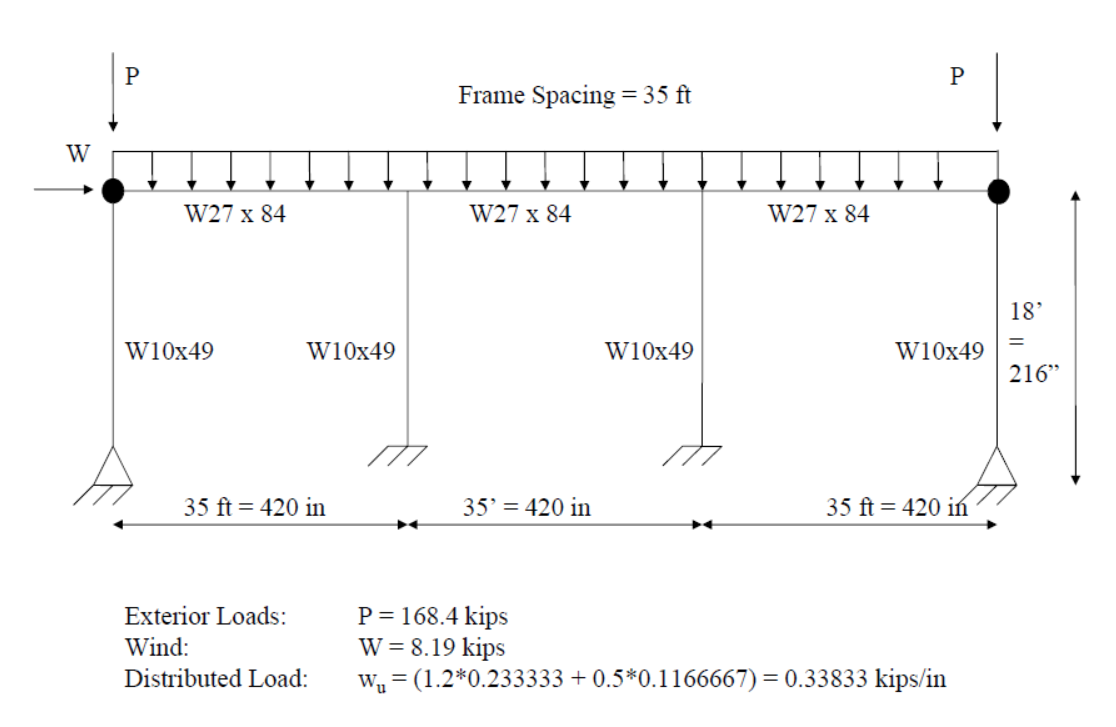 P
P
Frame Spacing = 35 ft
W
W27 x 84
W27 x 84
W27 x 84
18’
=
216”
W10x49
W10x49
W10x49
W10x49
35 ft = 420 in
35’ = 420 in
35 ft = 420 in
Exterior Loads: P = 168.4 kips
Wind: W = 8.19 kips
Distributed Load: wu = (1.2*0.233333 + 0.5*0.1166667) = 0.33833 kips/in